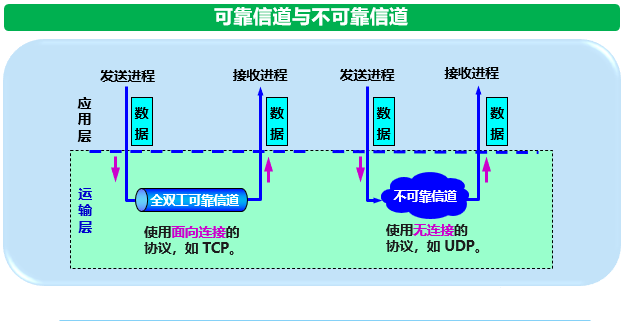 可靠信道与不可靠信道
发送进程
接收进程
发送进程
接收进程
应用层
数据
数据
数据
数据
运输层
全双工可靠信道
不可靠信道
使用面向连接的
协议，如 TCP。
使用无连接的
协议，如 UDP。